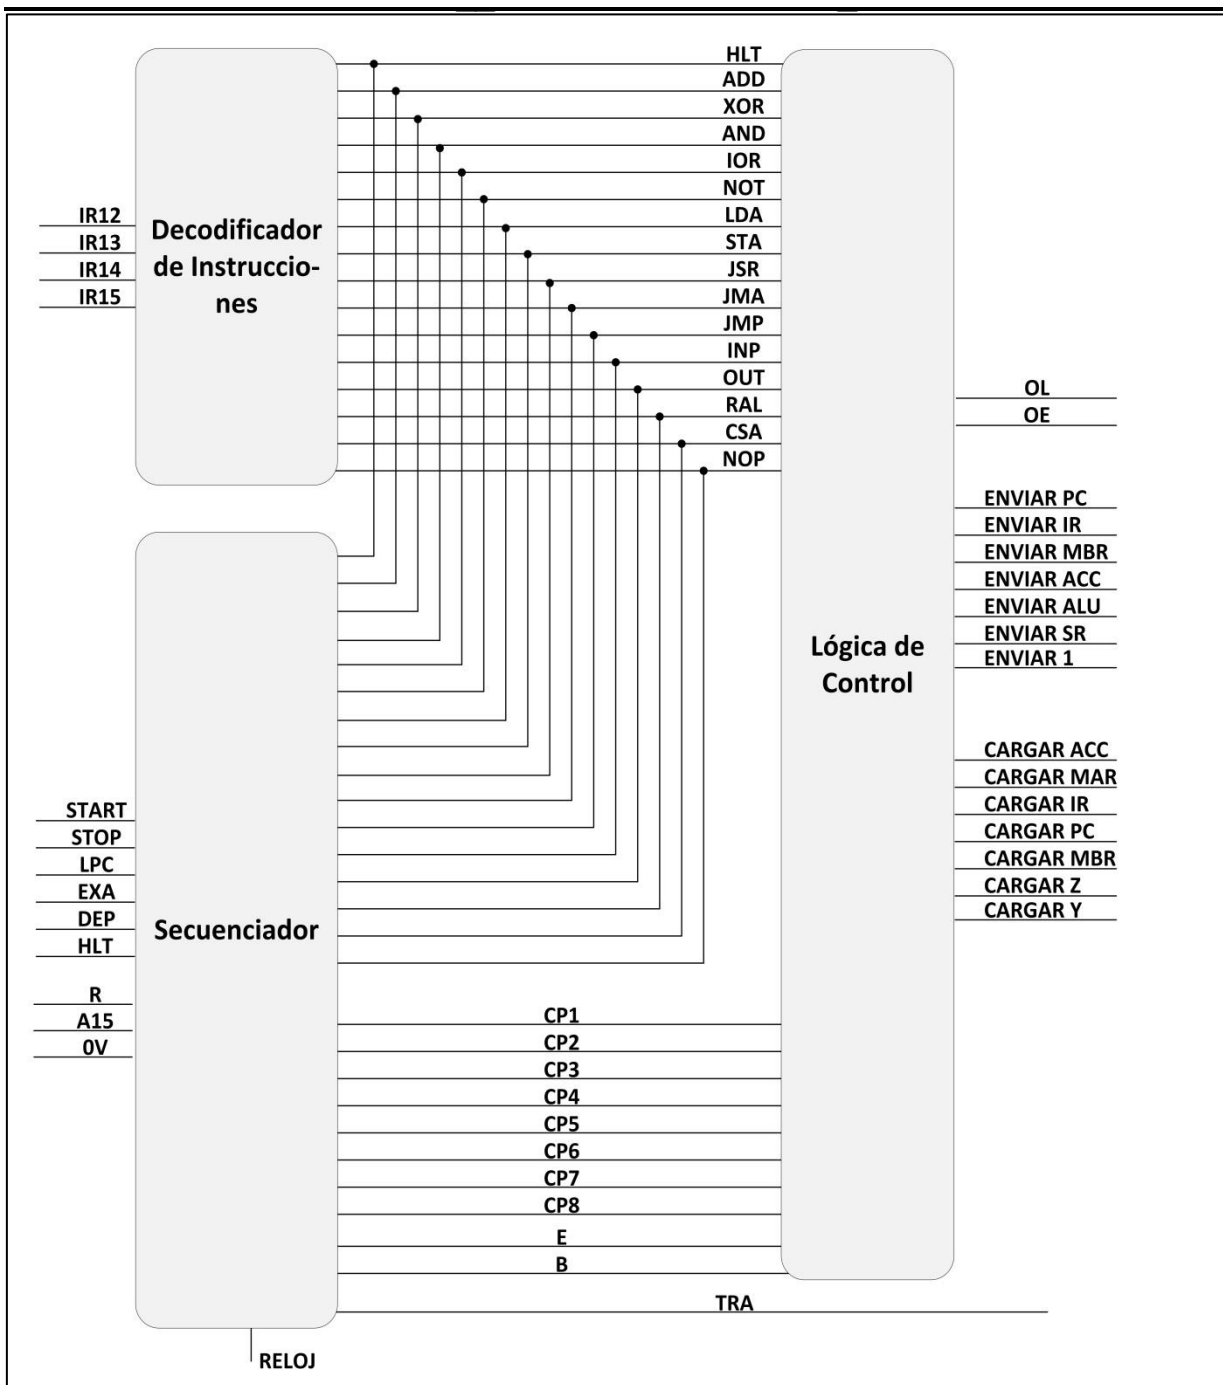 HLT
ADD
XOR
AND
IOR
NOT
LDA
STA
JSR
JMA
JMP
INP
OUT
RAL
CSA
NOP
IR12
IR13
IR14
IR15
Decodificador
de Instruccio-
nes
OL
OE
ENVIAR PC
ENVIAR IR
ENVIAR MBR
ENVIAR ACC
ENVIAR ALU
ENVIAR SR
ENVIAR 1
Lógica de
Control
CARGAR ACC
CARGAR MAR
CARGAR IR
CARGAR PC
CARGAR MBR
CARGAR Z
CARGAR Y
START
STOP
LPC
EXA
DEP
HLT
R
A15
0V
Secuenciador
CP1
CP2
CP3
CP4
CP5
CP6
CP7
CP8
E
B
TRA
RELOJ